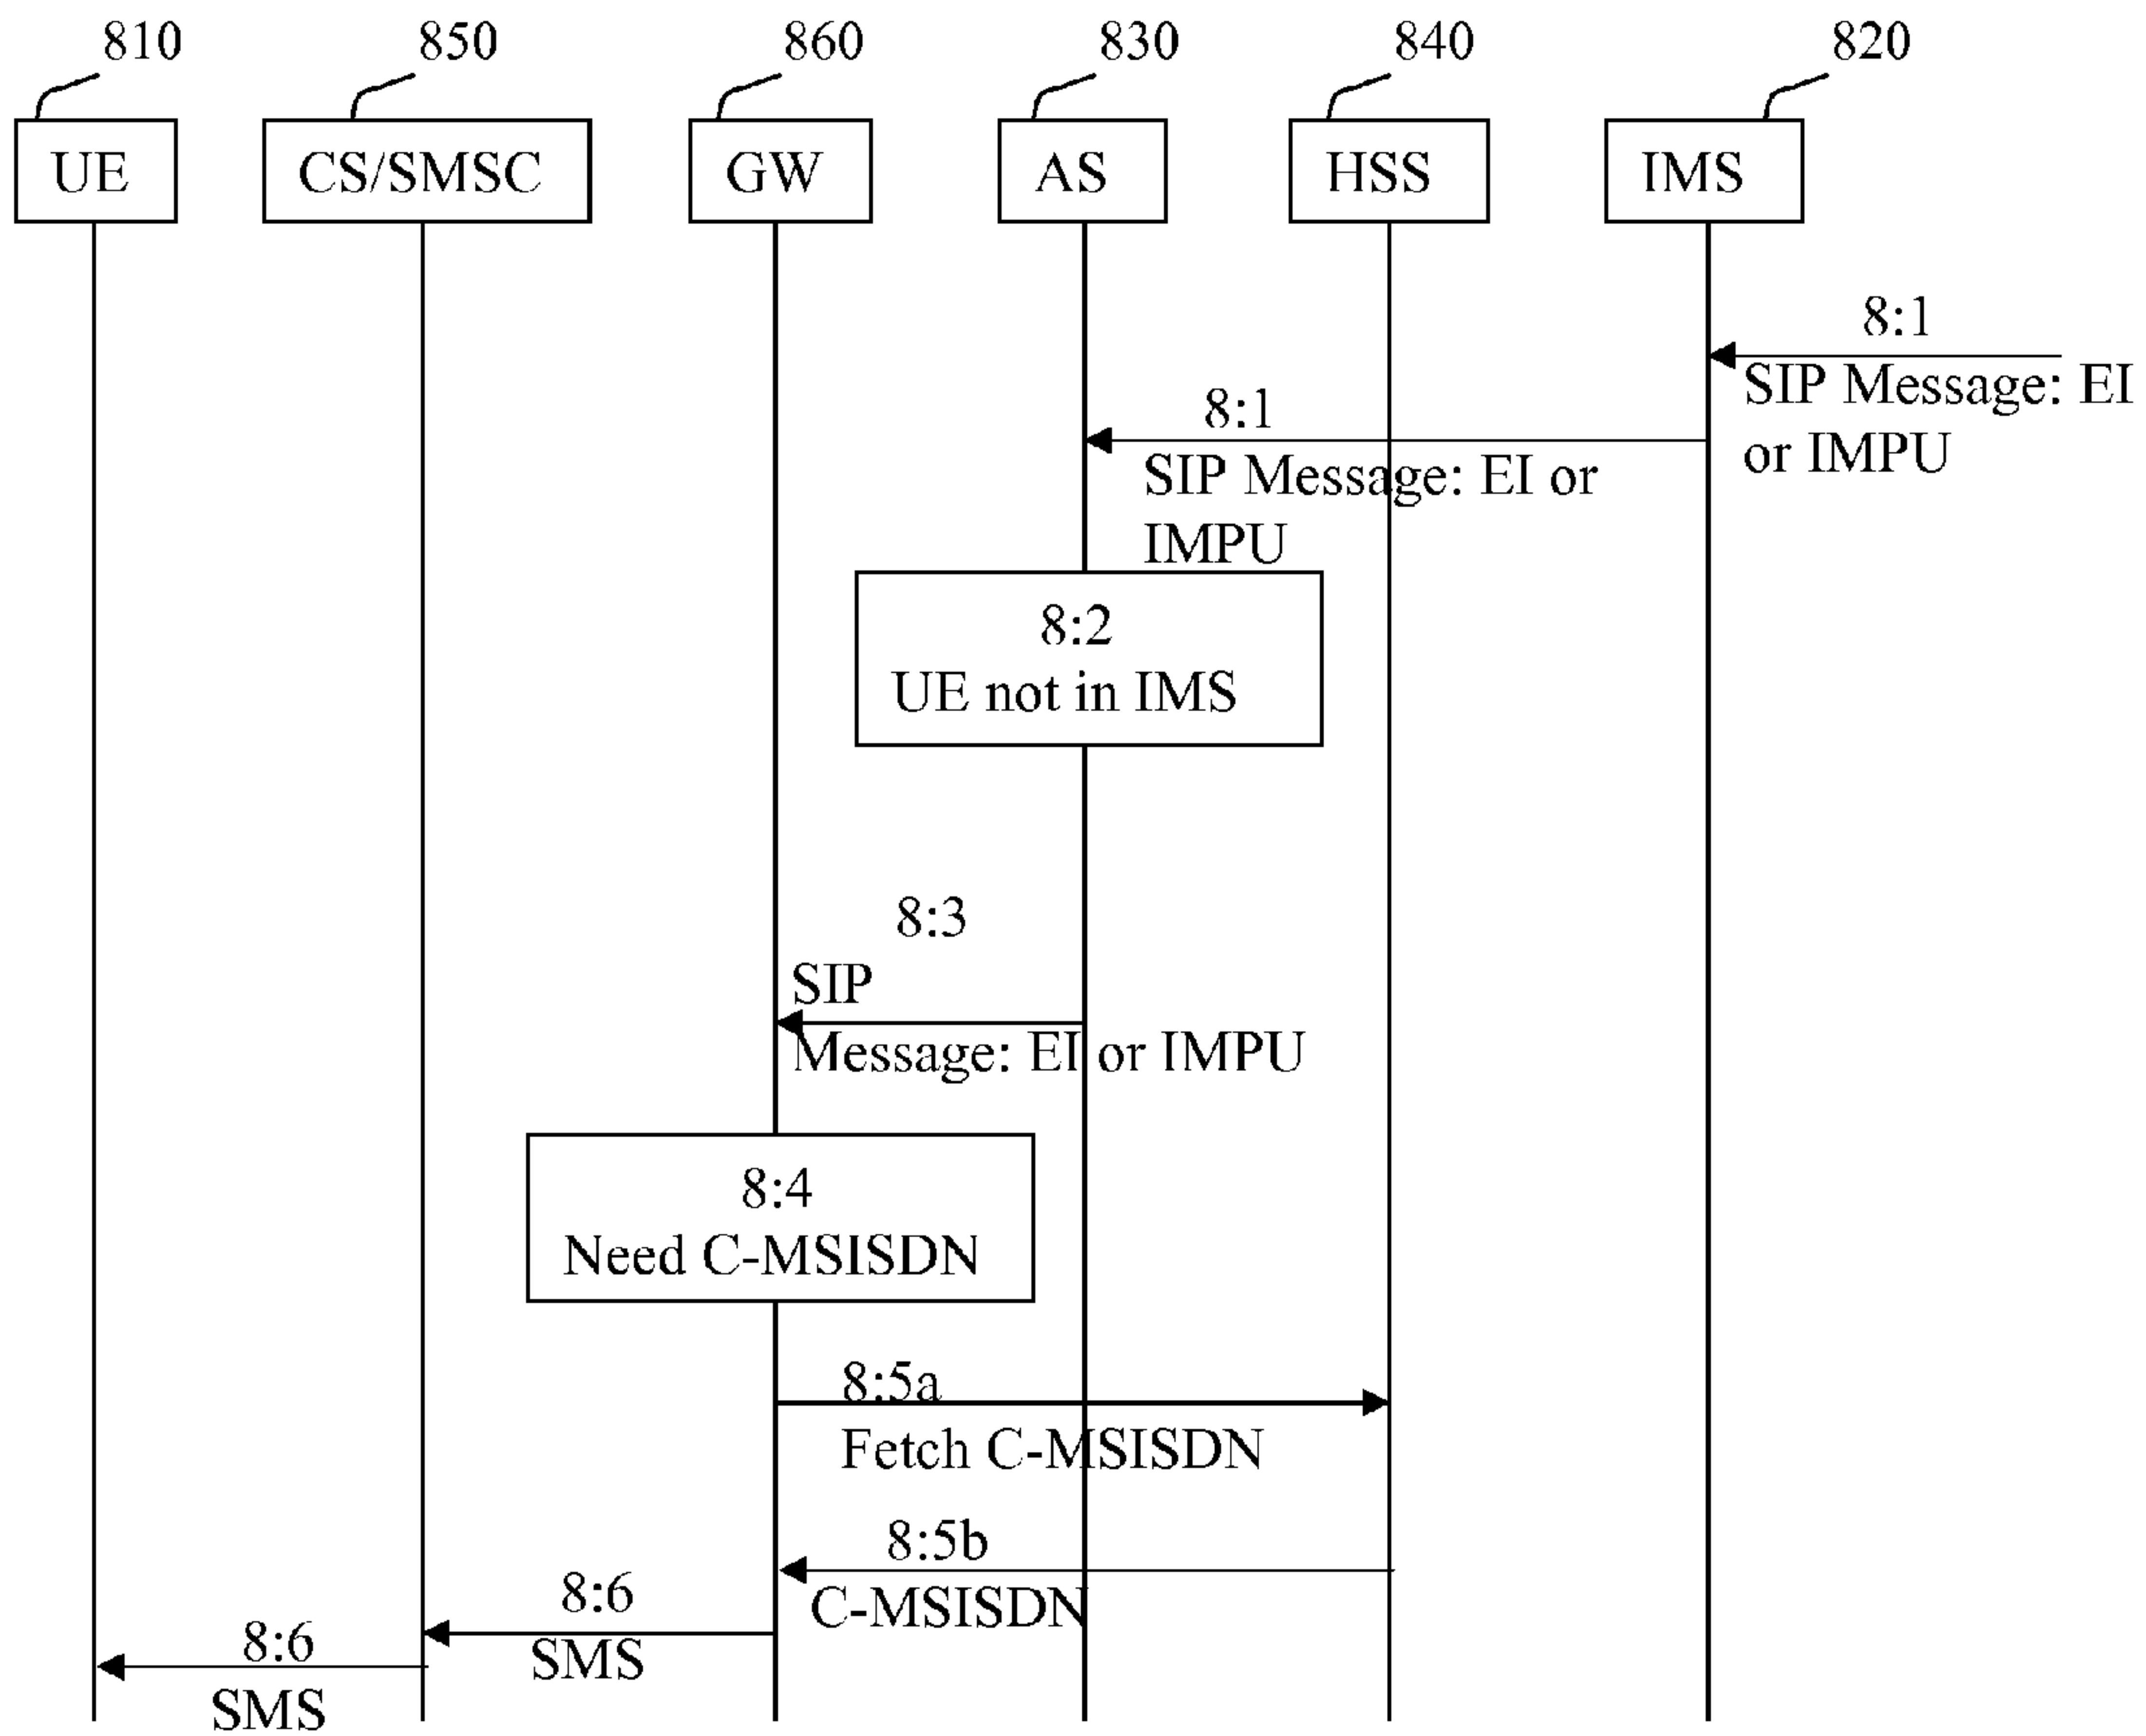 810
850
860
830
840
820
UE
CS/SMSC
GW
AS
HSS
IMS
8:1
SIP Message: EI
or IMPU
8:1
SIP Message: EI or
IMPU
8:2
UE not in IMS
8:3
SIP
Message: EI or IMPU
8:4
Need C-MSISDN
8:5a
Fetch C-MSISDN
8:5b
C-MSISDN
8:6
SMS
8:6
SMS